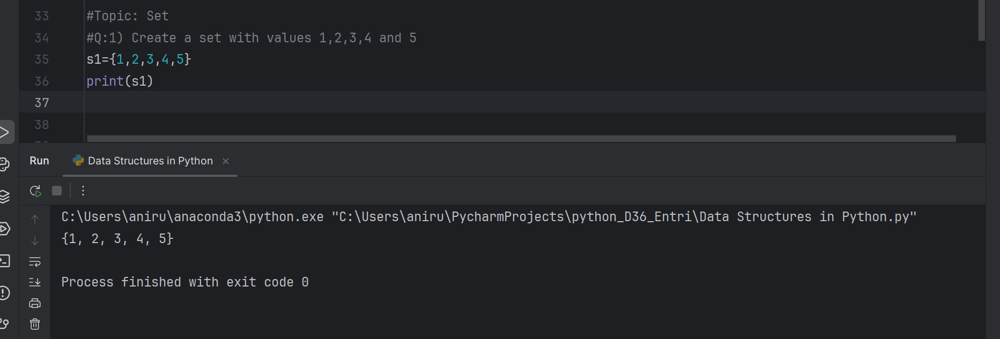 33 #Topic: Set
34 #Q:1) Create a set with values 1,2,3,4 and 5
35 s1={1,2,3,4,5}
36 print(s1)
37
38
Run Data Structures in Python
C:\Users\aniru\anaconda3\python.exe "C:\Users\aniru\PycharmProjects\python_D36_Entri\Data Structures in Python.py"
{1, 2, 3, 4, 5}
Process finished with exit code 0